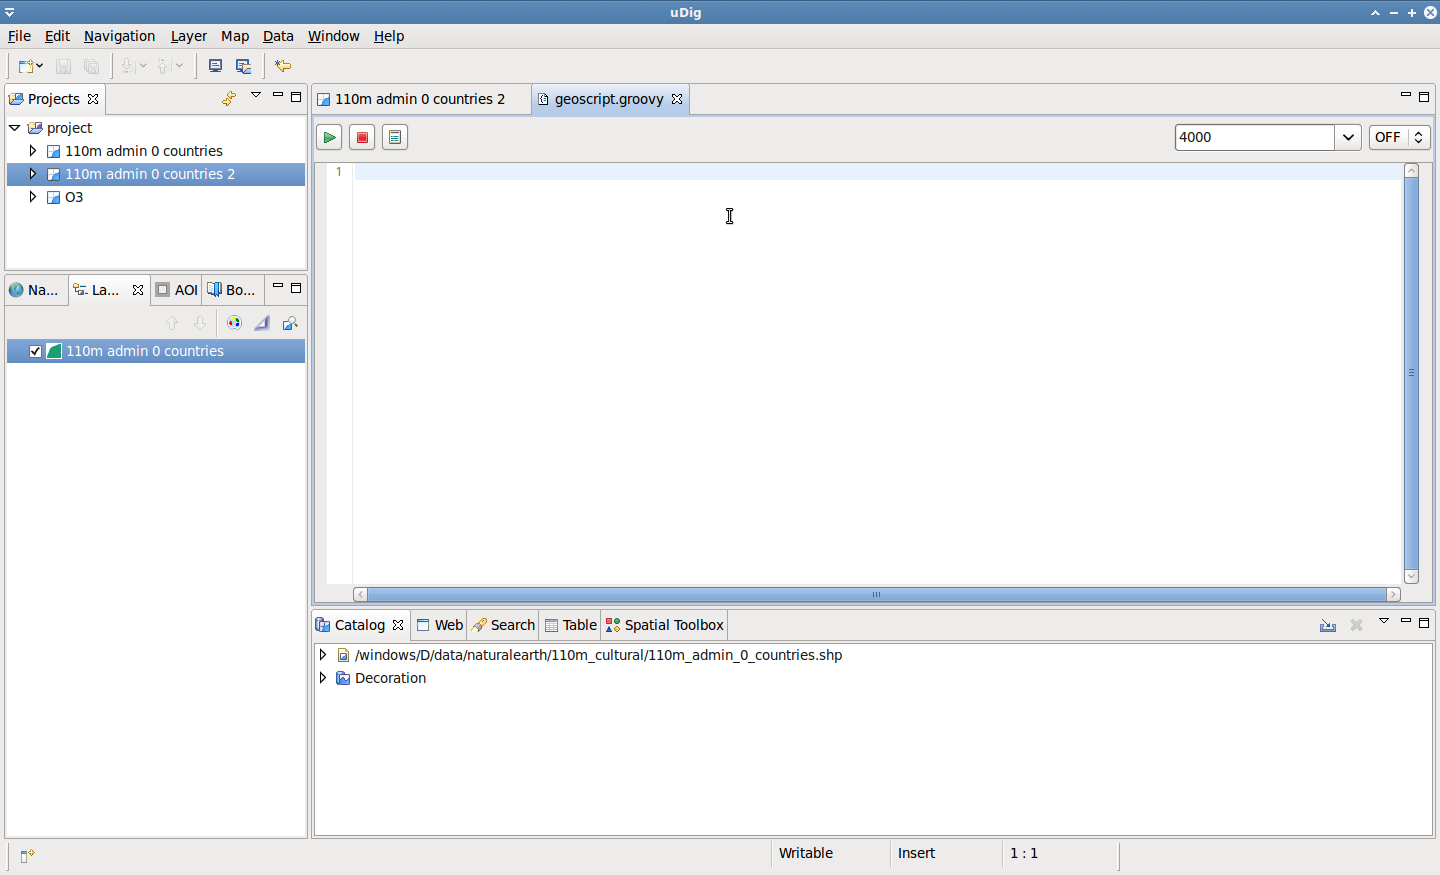 uDig
File Edit Navigation Layer Map Data Window Help
Projects
project
110m admin 0 countries
110m admin 0 countries 2
O3
Na... La... AOI Bo...
110m admin 0 countries
110m admin 0 countries 2 geoscript.groovy
4000 OFF
1
Catalog Web Search Table Spatial Toolbox
/windows/D/data/naturalearth/110m_cultural/110m_admin_0_countries.shp
Decoration
Writable Insert 1 : 1